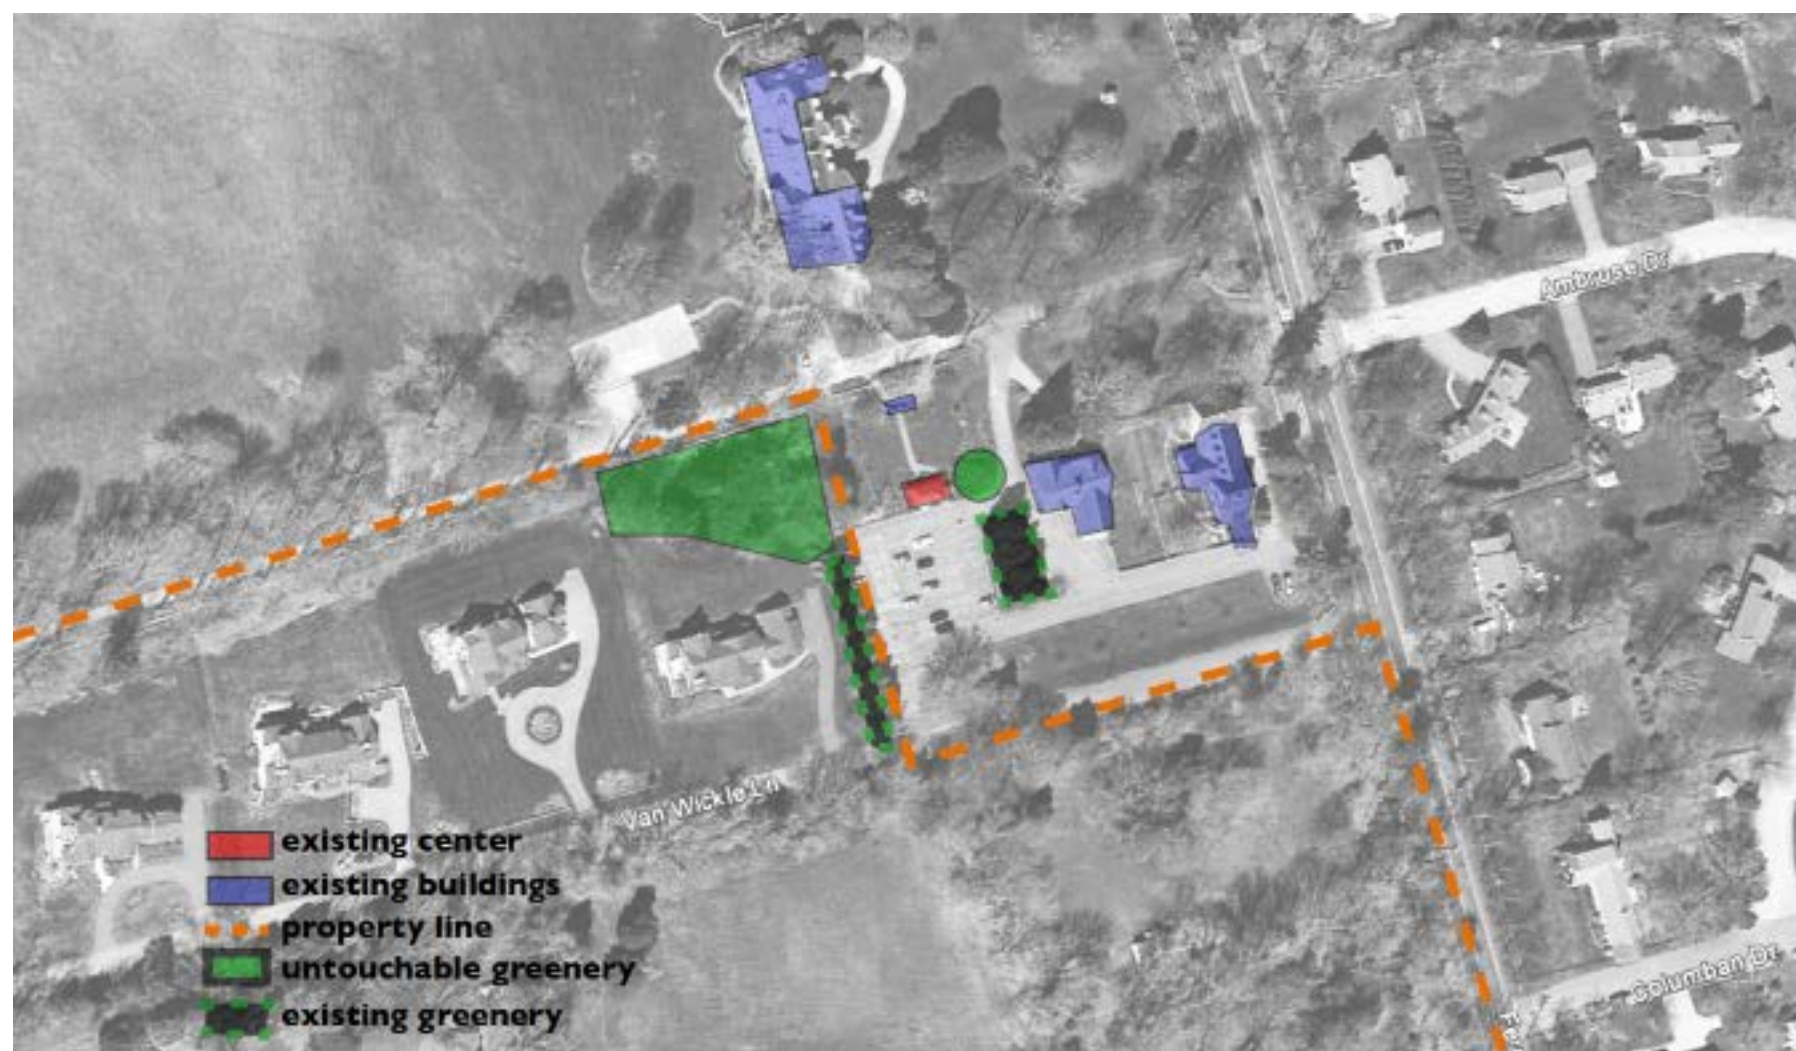 Ambrose Dr
Van Wickle Ln
existing center
existing buildings
property line
untouchable greenery
existing greenery
Columban Dr